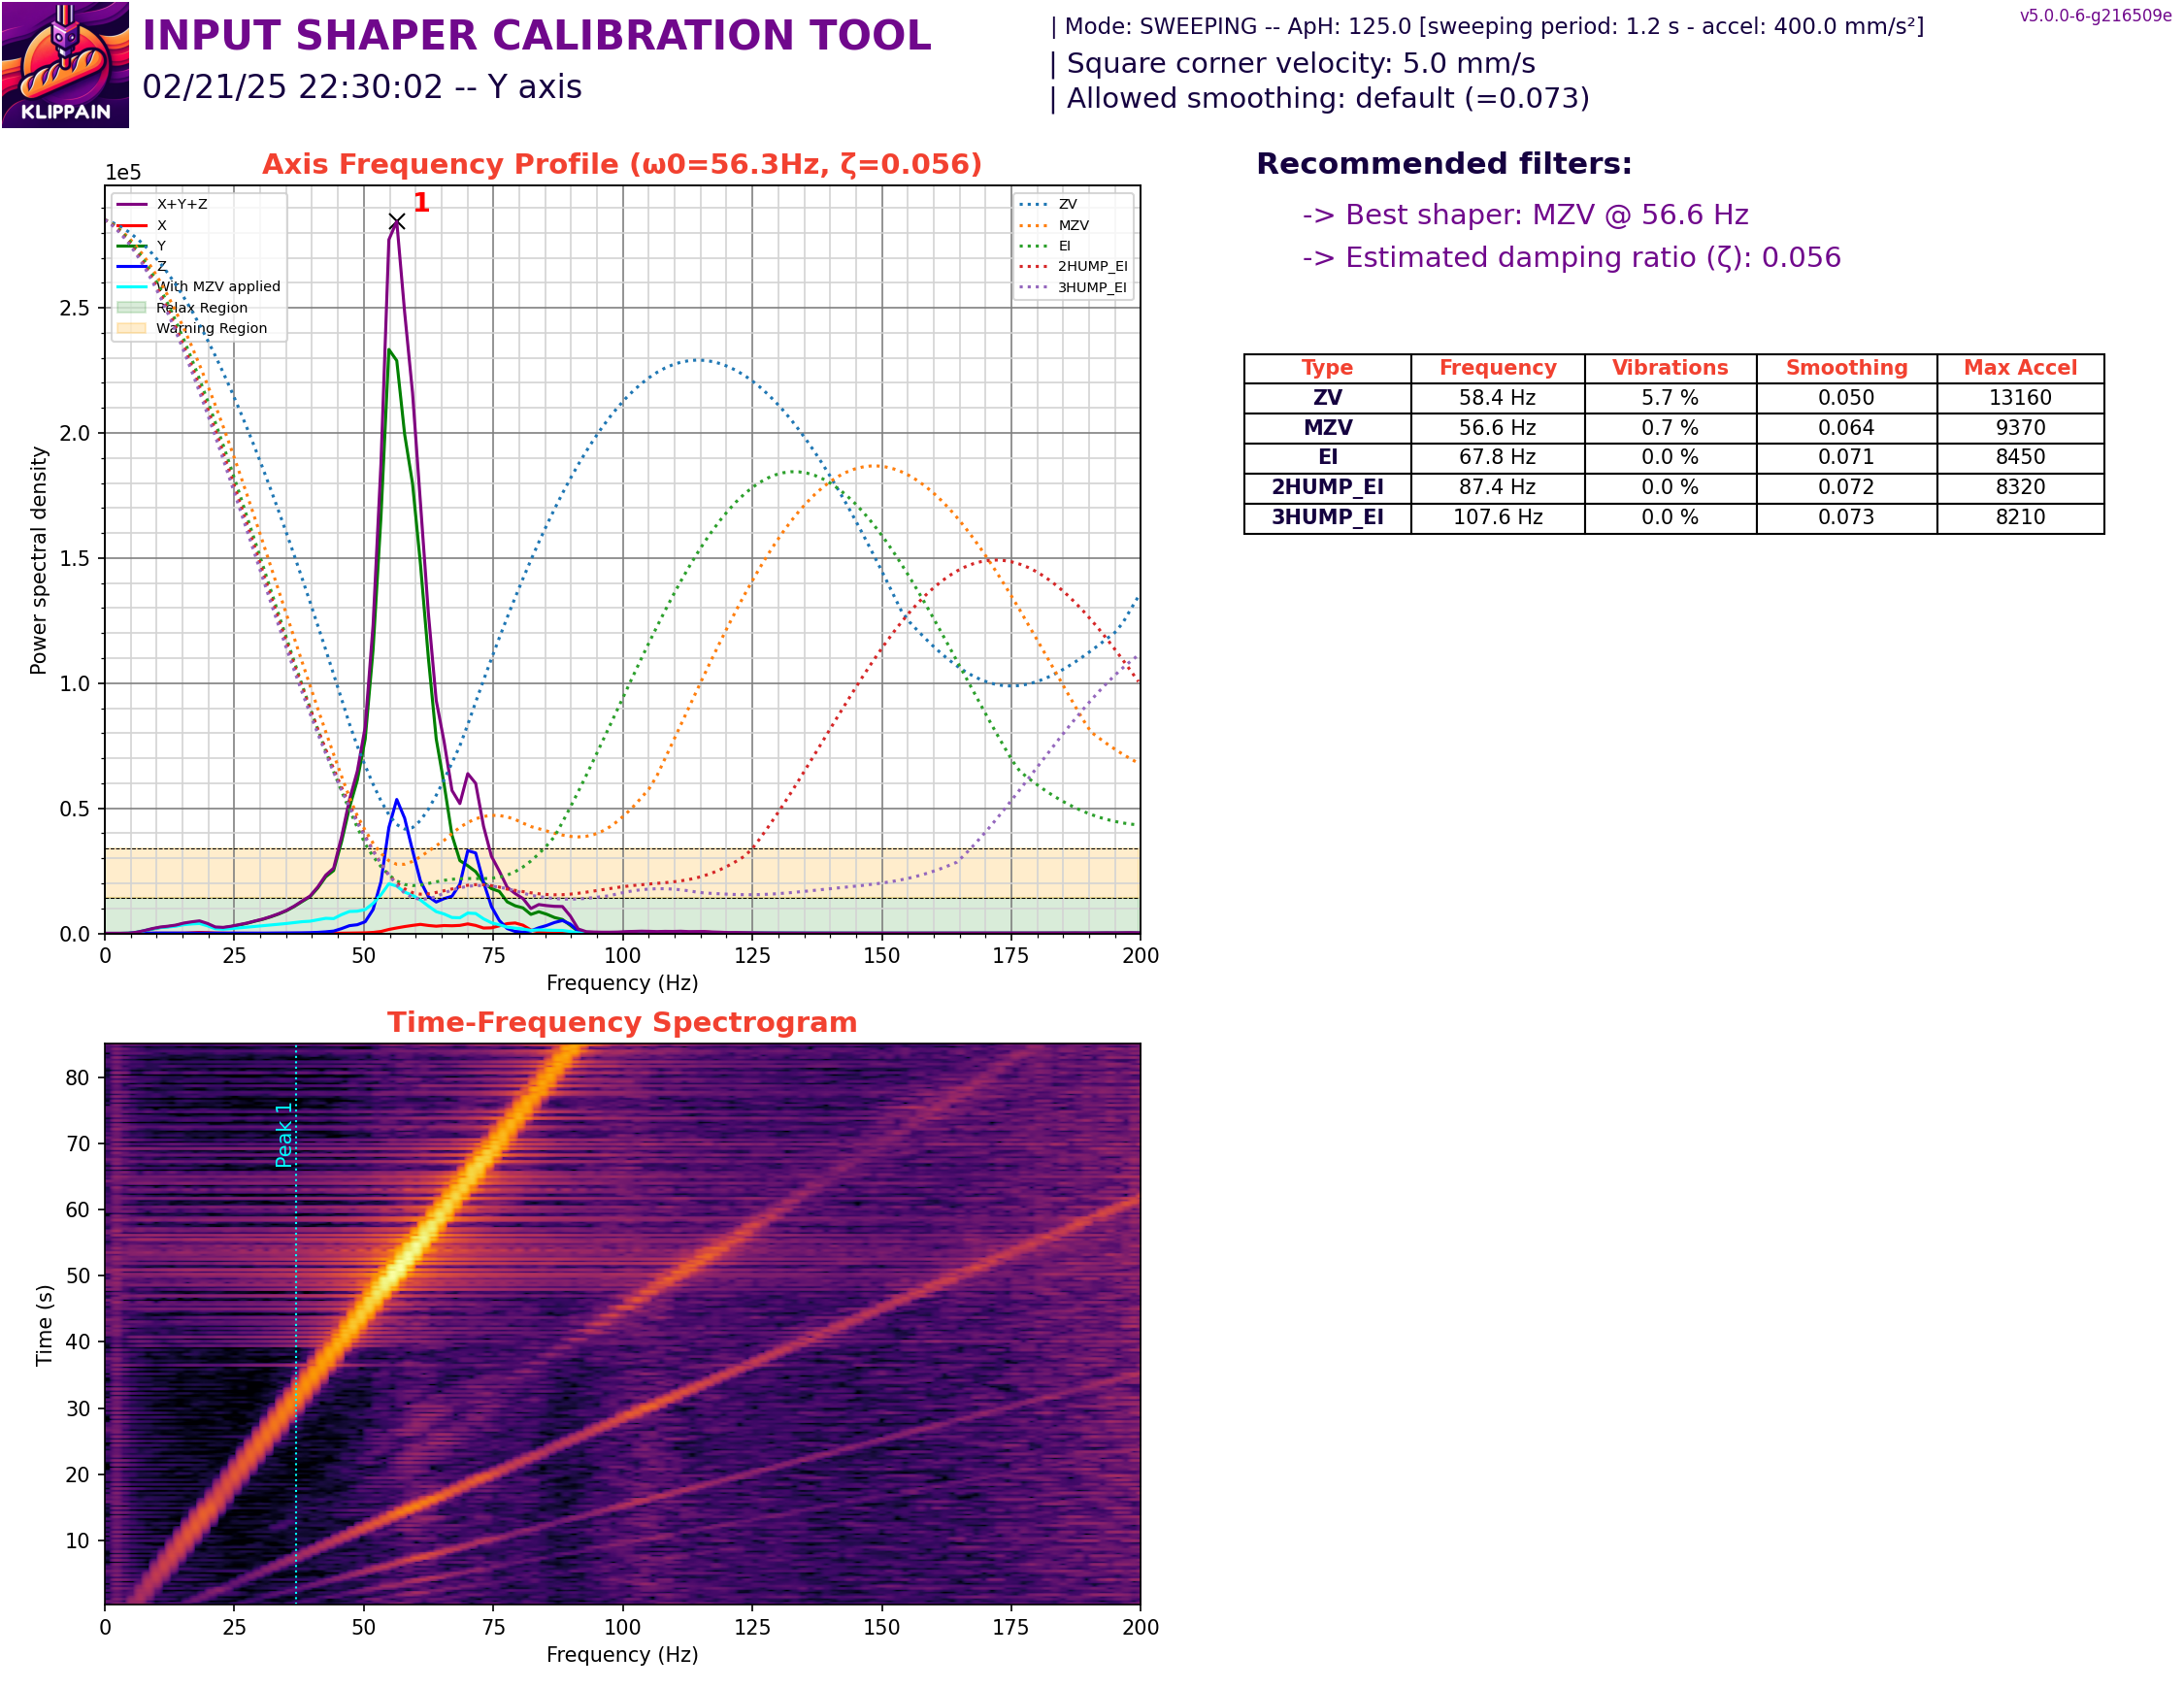 INPUT SHAPER CALIBRATION TOOL
02/21/25 22:30:02 -- Y axis
KLIPPAIN
| Mode: SWEEPING -- ApH: 125.0 [sweeping period: 1.2 s - accel: 400.0 mm/s²]
| Square corner velocity: 5.0 mm/s
| Allowed smoothing: default (=0.073)
v5.0.0-6-g216509e
Axis Frequency Profile (ω0=56.3Hz, ζ=0.056)
1e5
1
X+Y+Z
X
Y
Z
With MZV applied
Relax Region
Warning Region
ZV
MZV
EI
2HUMP_EI
3HUMP_EI
Power spectral density
2.5
2.0
1.5
1.0
0.5
0.0
0 25 50 75 100 125 150 175 200
Frequency (Hz)
Recommended filters:
-> Best shaper: MZV @ 56.6 Hz
-> Estimated damping ratio (ζ): 0.056
Type Frequency Vibrations Smoothing Max Accel
ZV 58.4 Hz 5.7 % 0.050 13160
MZV 56.6 Hz 0.7 % 0.064 9370
EI 67.8 Hz 0.0 % 0.071 8450
2HUMP_EI 87.4 Hz 0.0 % 0.072 8320
3HUMP_EI 107.6 Hz 0.0 % 0.073 8210
Time-Frequency Spectrogram
Time (s)
80
70
60
50
40
30
20
10
Peak 1
0 25 50 75 100 125 150 175 200
Frequency (Hz)